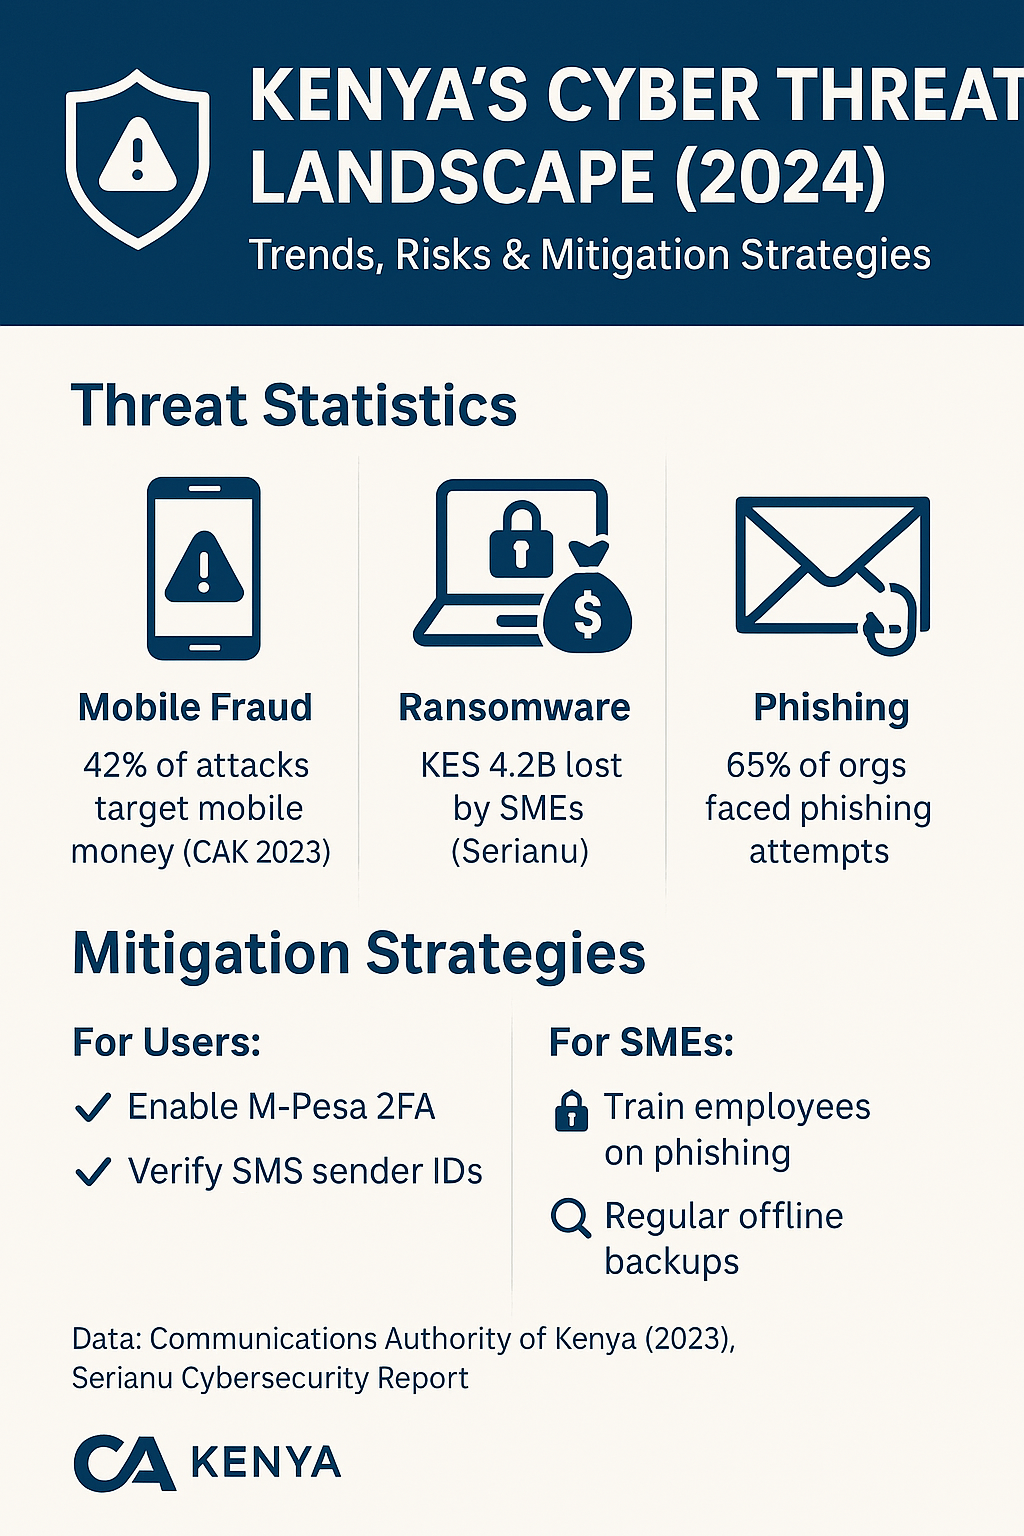 KENYA'S CYBER THREAT
LANDSCAPE (2024)
Trends, Risks & Mitigation Strategies
Threat Statistics
$
Mobile Fraud
42% of attacks
target mobile
money (CAK 2023)
Ransomware
KES 4.2B lost
by SMEs
(Serianu)
Phishing
65% of orgs
faced phishing
attempts
Mitigation Strategies
For Users:
Enable M-Pesa 2FA
Verify SMS sender IDs
For SMEs:
Train employees
on phishing
Regular offline
backups
Data: Communications Authority of Kenya (2023),
Serianu Cybersecurity Report
CA KENYA